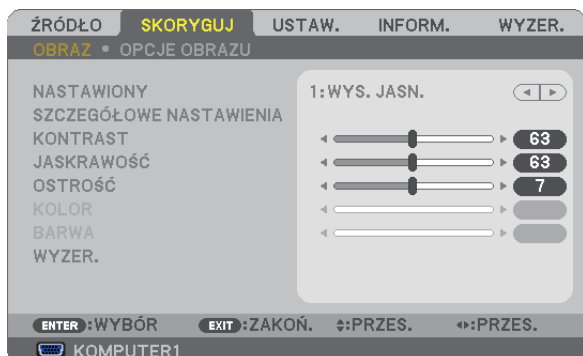 ŹRÓDŁO SKORYGUJ USTAW. INFORM. WYZER.
OBRAZ • OPCJE OBRAZU
NASTAWIONY 1:WYS. JASN.
SZCZEGÓŁOWE NASTAWIENIA
KONTRAST 63
JASKRAWOŚĆ 63
OSTROŚĆ 7
KOLOR
BARWA
WYZER.
ENTER:WYBÓR EXIT:ZAKOŃ. :PRZES. :PRZES.
KOMPUTER1